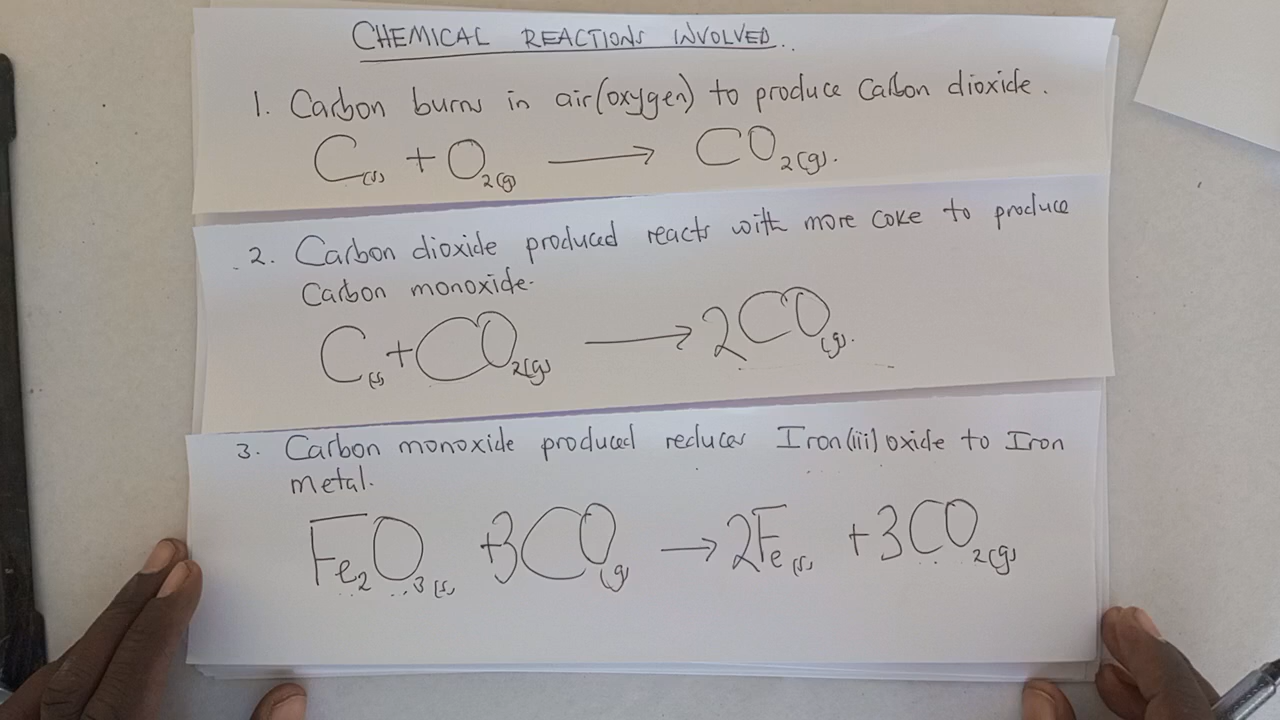 CHEMICAL REACTIONS INVOLVED..
1. Carbon burns in air(oxygen) to produce Carbon dioxide.
C(s) + O2(g) → CO2(g).
2. Carbon dioxide produced reacts with more coke to produce
Carbon monoxide.
C(s) + CO2(g) → 2CO(g).
3. Carbon monoxide produced reduces Iron(iii) oxide to Iron
metal.
Fe2O3(s) + 3CO(g) → 2Fe(s) + 3CO2(g)